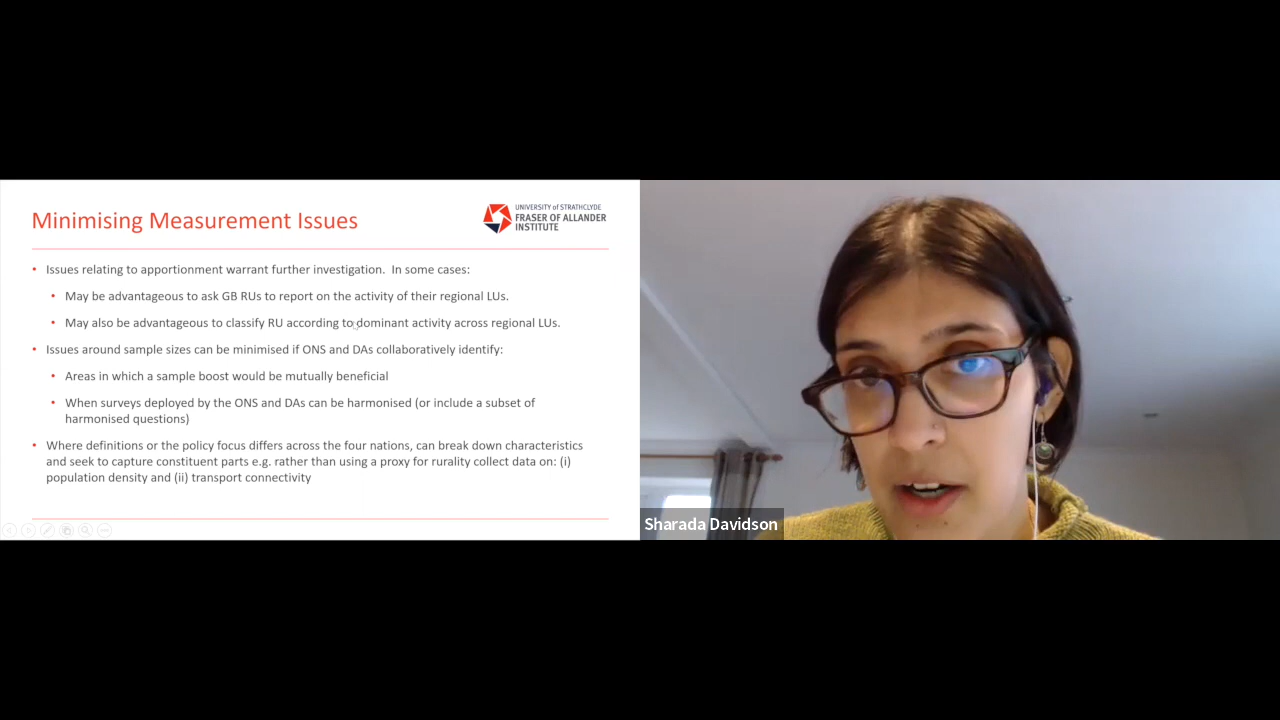 Minimising Measurement Issues
UNIVERSITY of STRATHCLYDE
FRASER OF ALLANDER
INSTITUTE
• Issues relating to apportionment warrant further investigation.  In some cases:
• May be advantageous to ask GB RUs to report on the activity of their regional LUs.
• May also be advantageous to classify RU according to dominant activity across regional LUs.
• Issues around sample sizes can be minimised if ONS and DAs collaboratively identify:
• Areas in which a sample boost would be mutually beneficial
• When surveys deployed by the ONS and DAs can be harmonised (or include a subset of
harmonised questions)
• Where definitions or the policy focus differs across the four nations, can break down characteristics
and seek to capture constituent parts e.g. rather than using a proxy for rurality collect data on: (i)
population density and (ii) transport connectivity
Sharada Davidson